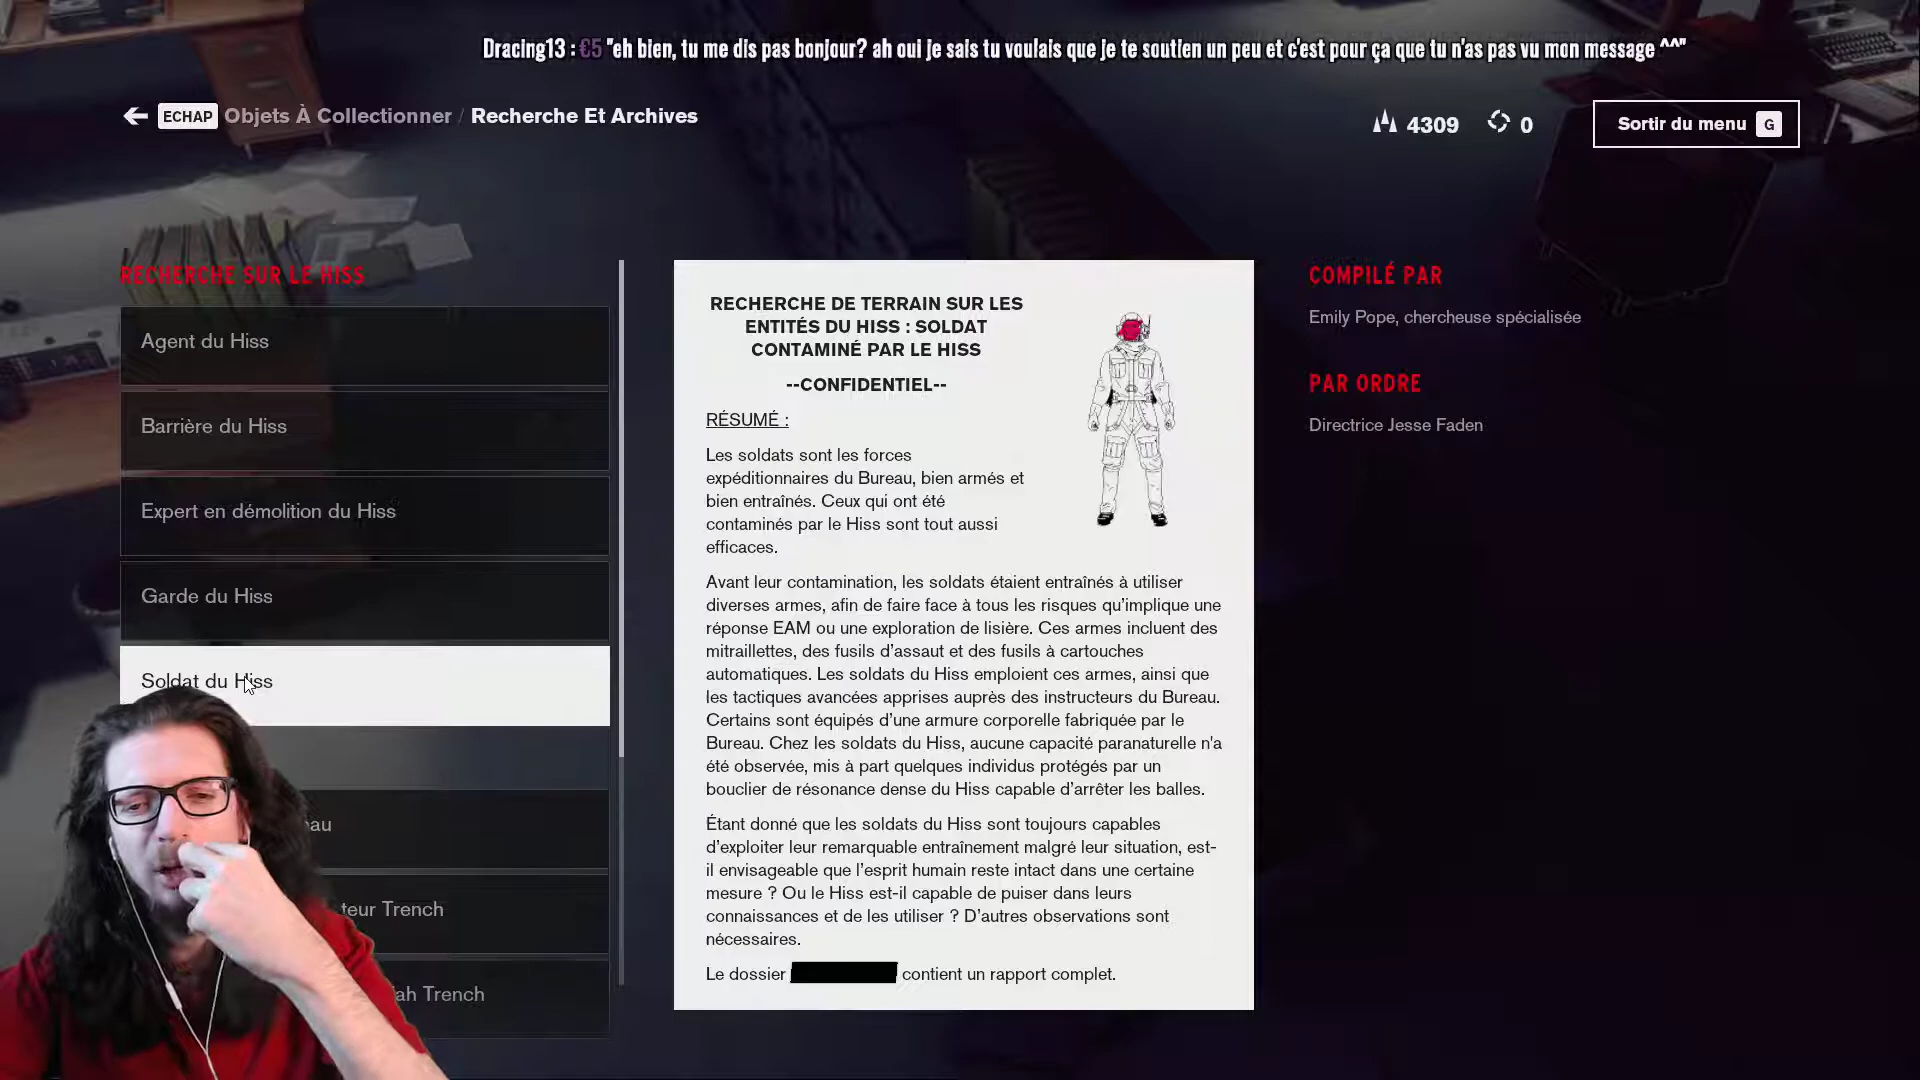 Dracing13 : €5 "eh bien, tu me dis pas bonjour? ah oui je sais tu voulais que je te soutien un peu et c'est pour ça que tu n'as pas vu mon message ^^"
ECHAP Objets À Collectionner / Recherche Et Archives
4309 0
Sortir du menu G
RECHERCHE SUR LE HISS
Agent du Hiss
Barrière du Hiss
Expert en démolition du Hiss
Garde du Hiss
Soldat du Hiss
teur Trench
Trench
RECHERCHE DE TERRAIN SUR LES
ENTITÉS DU HISS : SOLDAT
CONTAMINÉ PAR LE HISS
--CONFIDENTIEL--
RÉSUMÉ :
Les soldats sont les forces
expéditionnaires du Bureau, bien armés et
bien entraînés. Ceux qui ont été
contaminés par le Hiss sont tout aussi
efficaces.
Avant leur contamination, les soldats étaient entraînés à utiliser
diverses armes, afin de faire face à tous les risques qu'implique une
réponse EAM ou une exploration de lisière. Ces armes incluent des
mitraillettes, des fusils d'assaut et des fusils à cartouches
automatiques. Les soldats du Hiss emploient ces armes, ainsi que
les tactiques avancées apprises auprès des instructeurs du Bureau.
Certains sont équipés d'une armure corporelle fabriquée par le
Bureau. Chez les soldats du Hiss, aucune capacité paranaturelle n'a
été observée, mis à part quelques individus protégés par un
bouclier de résonance dense du Hiss capable d'arrêter les balles.
Étant donné que les soldats du Hiss sont toujours capables
d'exploiter leur remarquable entraînement malgré leur situation, est-
il envisageable que l'esprit humain reste intact dans une certaine
mesure ? Ou le Hiss est-il capable de puiser dans leurs
connaissances et de les utiliser ? D'autres observations sont
nécessaires.
Le dossier contient un rapport complet.
COMPILÉ PAR
Emily Pope, chercheuse spécialisée
PAR ORDRE
Directrice Jesse Faden